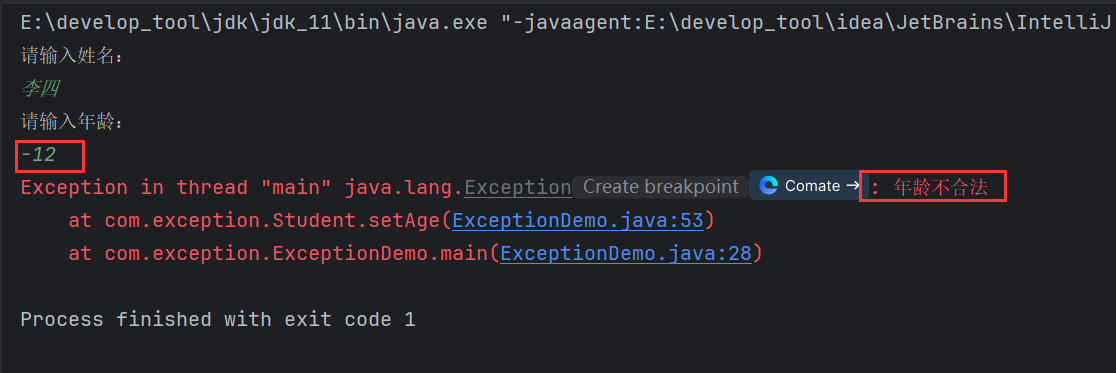 E:\develop_tool\jdk\jdk_11\bin\java.exe "-javaagent:E:\develop_tool\idea\JetBrains\IntelliJ
请输入姓名：
李四
请输入年龄：
-12
Exception in thread "main" java.lang.Exception Create breakpoint Comate → : 年龄不合法
    at com.exception.Student.setAge(ExceptionDemo.java:53)
    at com.exception.ExceptionDemo.main(ExceptionDemo.java:28)
Process finished with exit code 1